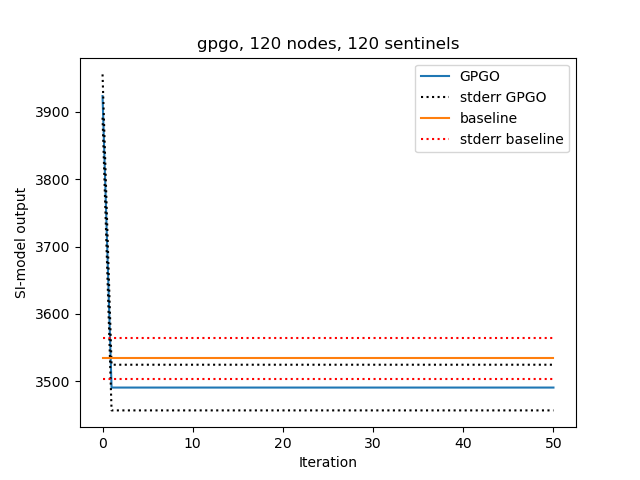 gpgo, 120 nodes, 120 sentinels
GPGO
stderr GPGO
baseline
stderr baseline
SI-model output
3900
3800
3700
3600
3500
0 10 20 30 40 50
Iteration